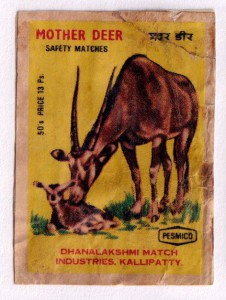 MOTHER DEER
मदर डीर
SAFETY MATCHES
50's PRICE 13 Ps.
PESMICO
DHANALAKSHMI MATCH
INDUSTRIES, KALLIPATTY.